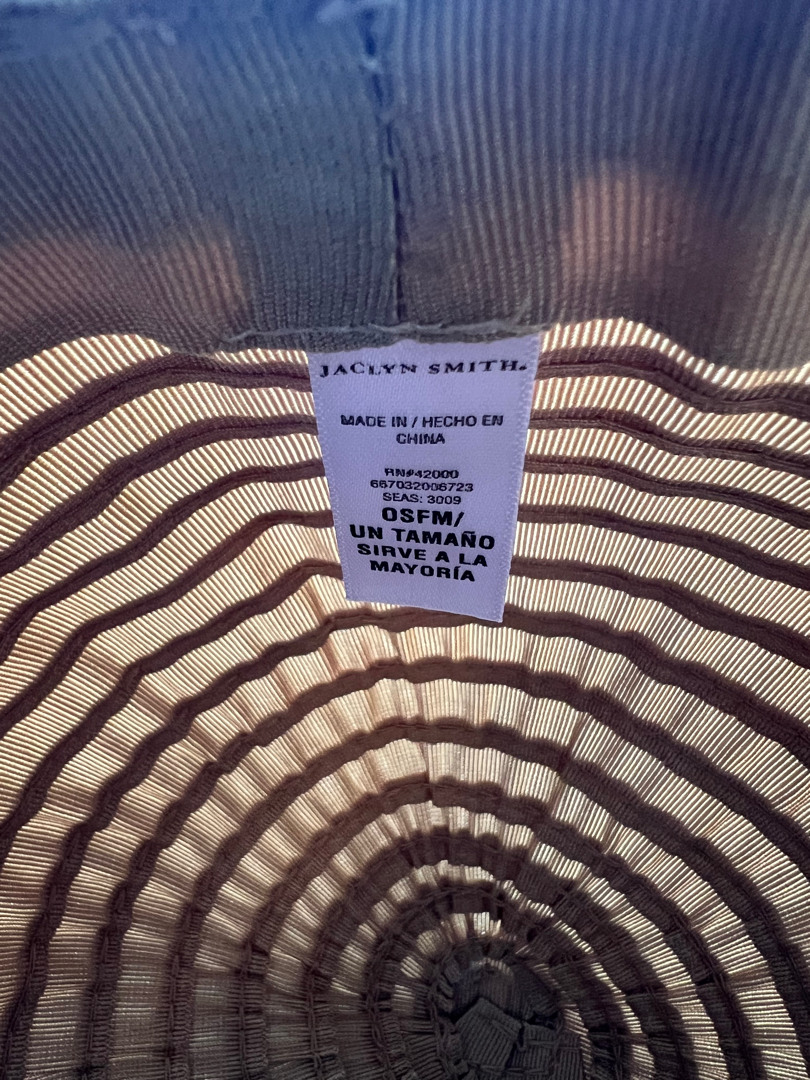 JACLYN SMITH.
MADE IN / HECHO EN
CHINA
RN#42000
667032006723
SEAS: 3009
OSFM/
UN TAMAÑO
SIRVE A LA
MAYORÍA